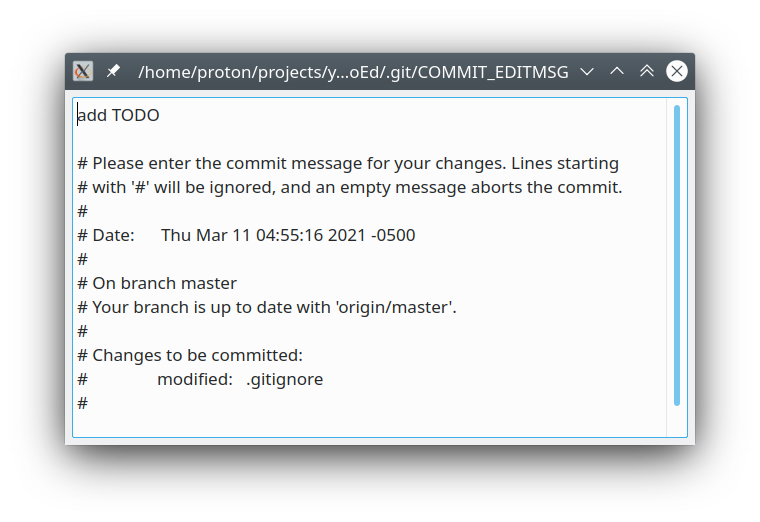 /home/proton/projects/y...oEd/.git/COMMIT_EDITMSG
add TODO
# Please enter the commit message for your changes. Lines starting
# with '#' will be ignored, and an empty message aborts the commit.
#
# Date:      Thu Mar 11 04:55:16 2021 -0500
#
# On branch master
# Your branch is up to date with 'origin/master'.
#
# Changes to be committed:
#	modified:   .gitignore
#